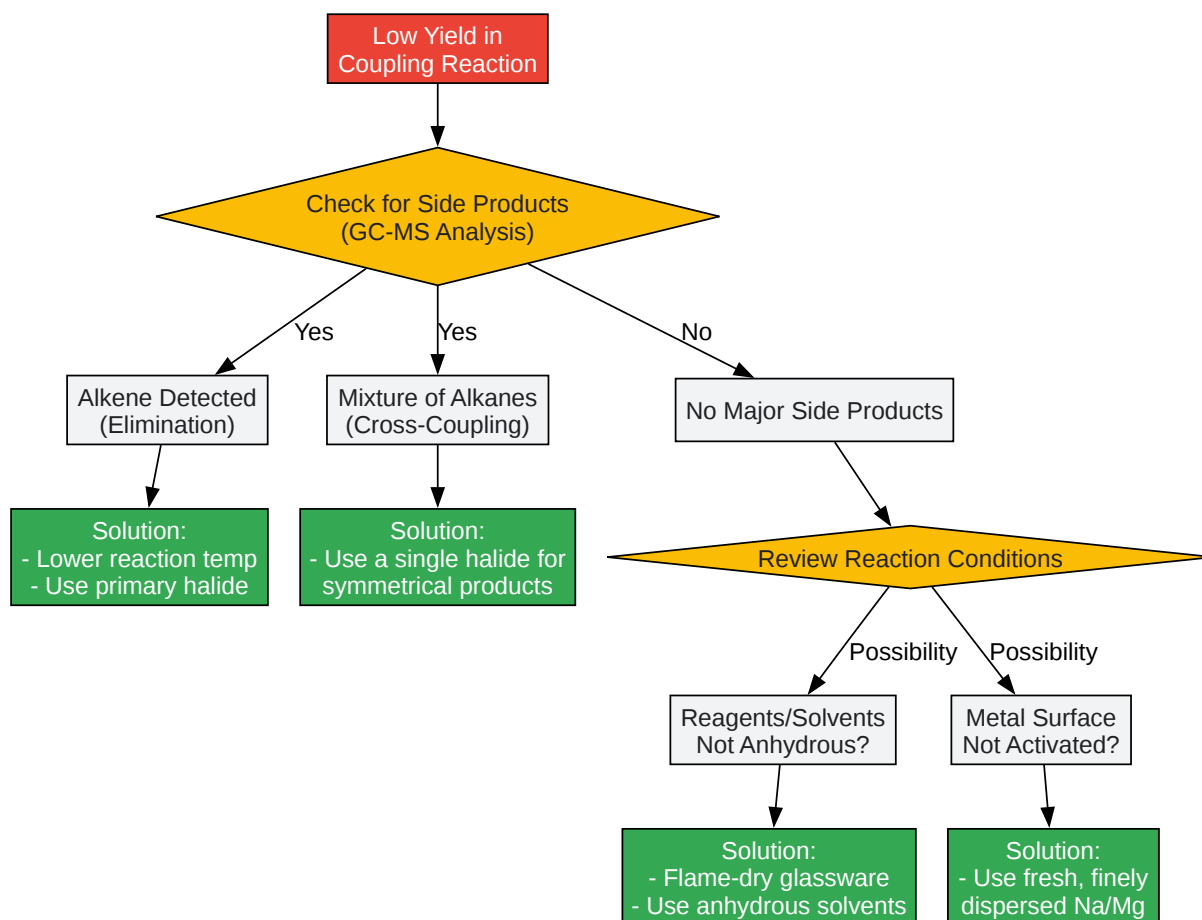 Low Yield in
Coupling Reaction
Check for Side Products
(GC-MS Analysis)
Yes
Yes
No
Alkene Detected
(Elimination)
Mixture of Alkanes
(Cross-Coupling)
No Major Side Products
Solution:
- Lower reaction temp
- Use primary halide
Solution:
- Use a single halide for
symmetrical products
Review Reaction Conditions
Possibility
Possibility
Reagents/Solvents
Not Anhydrous?
Metal Surface
Not Activated?
Solution:
- Flame-dry glassware
- Use anhydrous solvents
Solution:
- Use fresh, finely
dispersed Na/Mg